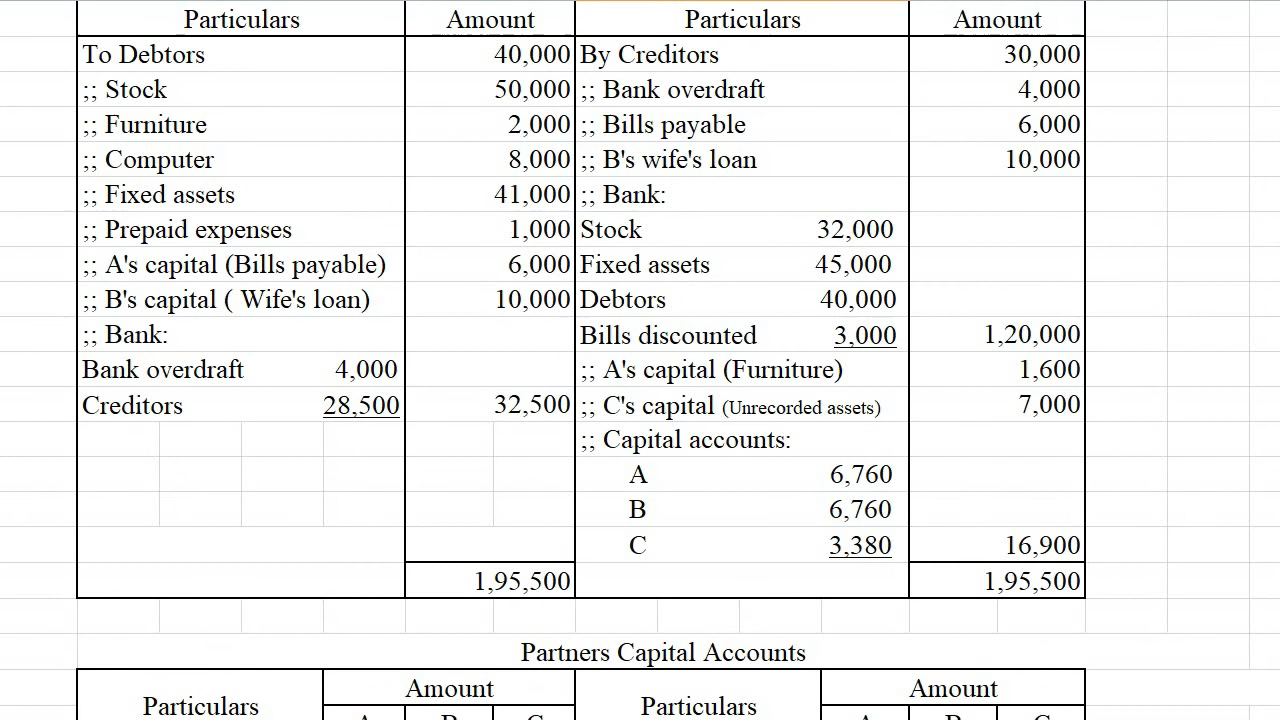 Particulars Amount Particulars Amount
To Debtors 40,000 By Creditors 30,000
;; Stock 50,000 ;; Bank overdraft 4,000
;; Furniture 2,000 ;; Bills payable 6,000
;; Computer 8,000 ;; B's wife's loan 10,000
;; Fixed assets 41,000 ;; Bank:
;; Prepaid expenses 1,000 Stock 32,000
;; A's capital (Bills payable) 6,000 Fixed assets 45,000
;; B's capital ( Wife's loan) 10,000 Debtors 40,000
;; Bank: Bills discounted 3,000 1,20,000
Bank overdraft 4,000 ;; A's capital (Furniture) 1,600
Creditors 28,500 32,500 ;; C's capital (Unrecorded assets) 7,000
;; Capital accounts:
A 6,760
B 6,760
C 3,380 16,900
1,95,500 1,95,500
Partners Capital Accounts
Amount Amount
Particulars Particulars
A B C A B C